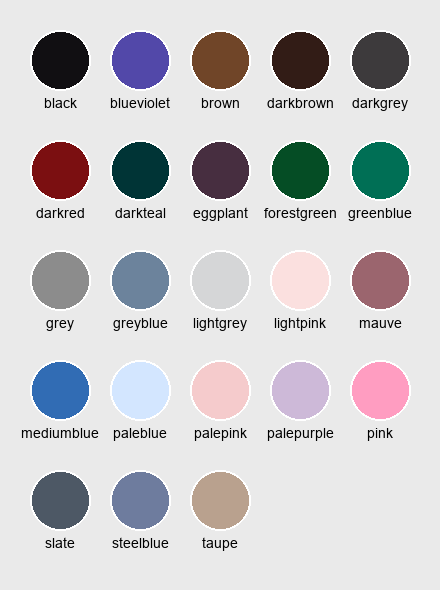 black blueviolet brown darkbrown darkgrey
darkred darkteal eggplant forestgreen greenblue
grey greyblue lightgrey lightpink mauve
mediumblue paleblue palepink palepurple pink
slate steelblue taupe